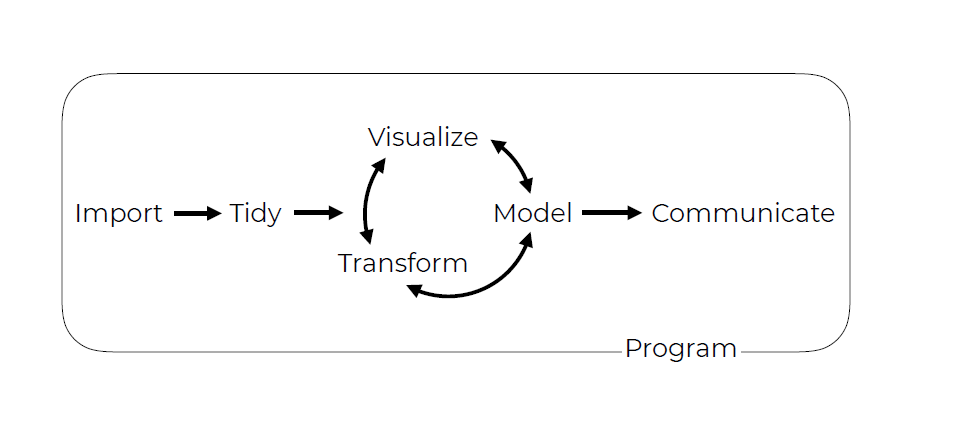 Visualize
Import
Tidy
Model
Communicate
Transform
Program